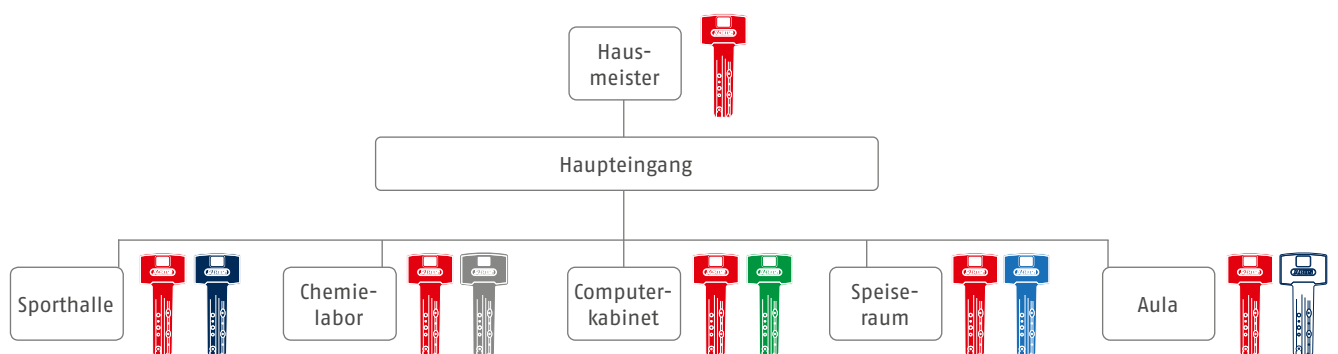 Haus-
meister
Haupteingang
Sporthalle
Chemie-
labor
Computer-
kabinet
Speise-
raum
Aula